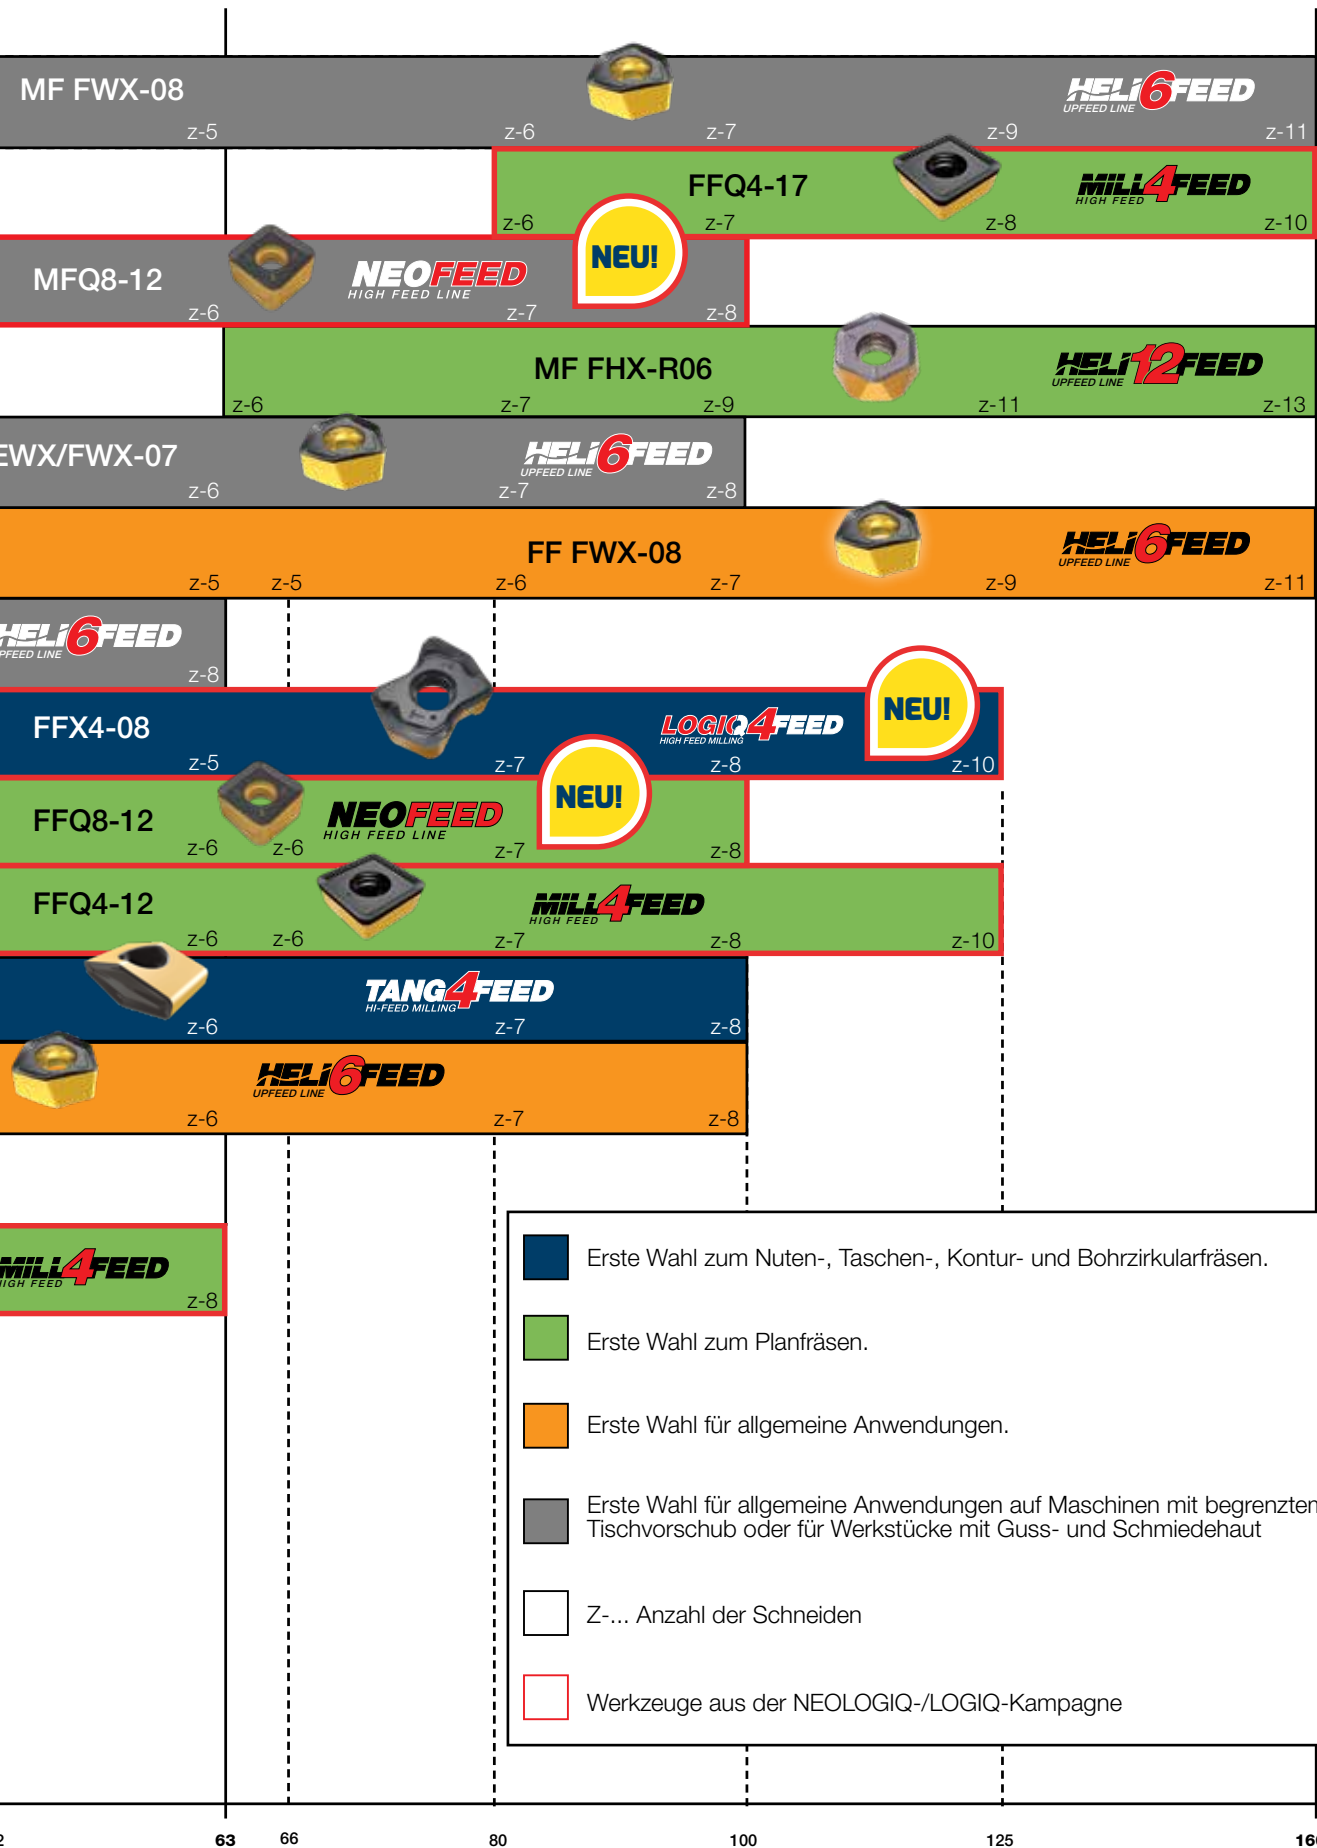 MF FWX-08
HELI6FEED
UPFEED LINE
z-5 z-6 z-7 z-9 z-11
FFQ4-17
MILL4FEED
HIGH FEED
z-6 z-7 z-8 z-10
NEU!
MFQ8-12
NEOFEED
HIGH FEED LINE
z-6 z-7 z-8
MF FHX-R06
HELI12FEED
UPFEED LINE
z-6 z-7 z-9 z-11 z-13
EWX/FWX-07
HELI6FEED
UPFEED LINE
z-6 z-7 z-8
FF FWX-08
HELI6FEED
UPFEED LINE
z-5 z-5 z-6 z-7 z-9 z-11
HELI6FEED
PFEED LINE
z-8
FFX4-08
LOGIQ4FEED
HIGH FEED MILLING
NEU!
z-5 z-7 z-8 z-10
FFQ8-12
NEOFEED
HIGH FEED LINE
NEU!
z-6 z-6 z-7 z-8
FFQ4-12
MILL4FEED
HIGH FEED
z-6 z-6 z-7 z-8 z-10
TANG4FEED
HI-FEED MILLING
z-6 z-7 z-8
HELI6FEED
UPFEED LINE
z-6 z-7 z-8
MILL4FEED
HIGH FEED
z-8
Erste Wahl zum Nuten-, Taschen-, Kontur- und Bohrzirkularfräsen.
Erste Wahl zum Planfräsen.
Erste Wahl für allgemeine Anwendungen.
Erste Wahl für allgemeine Anwendungen auf Maschinen mit begrenzten
Tischvorschub oder für Werkstücke mit Guss- und Schmiedehaut
Z-... Anzahl der Schneiden
Werkzeuge aus der NEOLOGIQ-/LOGIQ-Kampagne
2 63 66 80 100 125 160